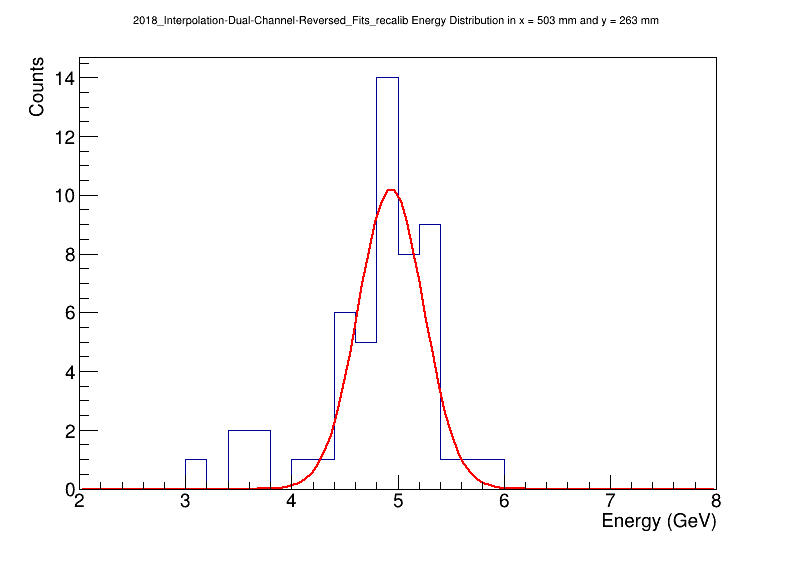 2018_Interpolation-Dual-Channel-Reversed_Fits_recalib Energy Distribution in x = 503 mm and y = 263 mm
Counts
14
12
10
8
6
4
2
0
2 3 4 5 6 7 8
Energy (GeV)